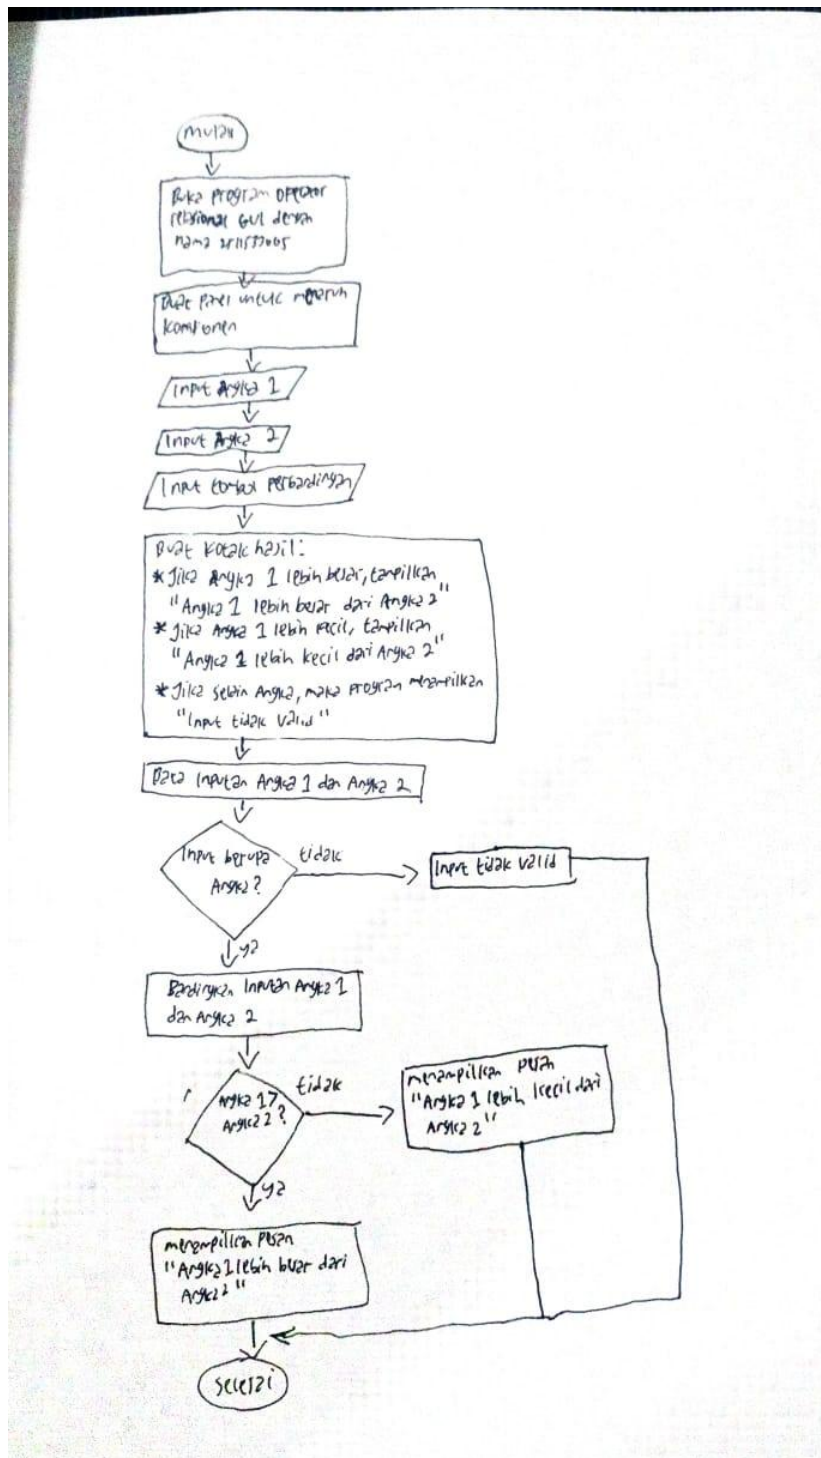 mulai
Buka program operator
relasional GUI dengan
nama
Buat Panel untuk menaruh
komponen
Input Angka 1
Input Angka 2
Input tombol perbandingan
Buat kotak hasil:
* Jika Angka 1 lebih besar, tampilkan
"Angka 1 lebih besar dari Angka 2"
* Jika Angka 1 lebih kecil, tampilkan
"Angka 1 lebih kecil dari Angka 2"
* Jika selain Angka, maka program menampilkan
"Input tidak valid"
Baca Inputan Angka 1 dan Angka 2
Input berupa
Angka?
tidak
Input tidak valid
ya
Bandingkan Inputan Angka 1
dan Angka 2
Angka 1 >
Angka 2 ?
tidak
menampilkan pesan
"Angka 1 lebih kecil dari
Angka 2"
ya
menampilkan pesan
"Angka 1 lebih besar dari
Angka 2"
selesai